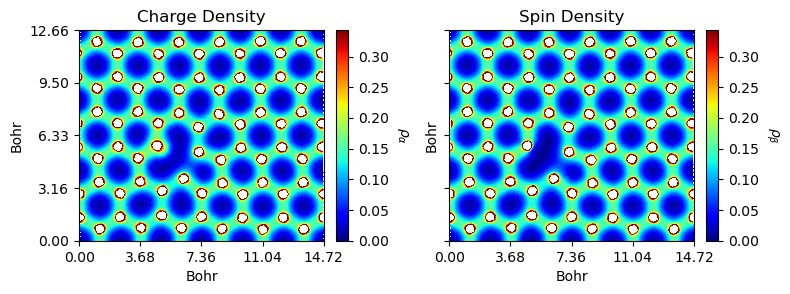 Charge Density
12.66
9.50
6.33
3.16
0.00
Bohr
0.00 3.68 7.36 11.04 14.72
Bohr
0.30
0.25
0.20
0.15
0.10
0.05
0.00
ρα
Spin Density
Bohr
0.00 3.68 7.36 11.04 14.72
Bohr
0.30
0.25
0.20
0.15
0.10
0.05
0.00
ρβ